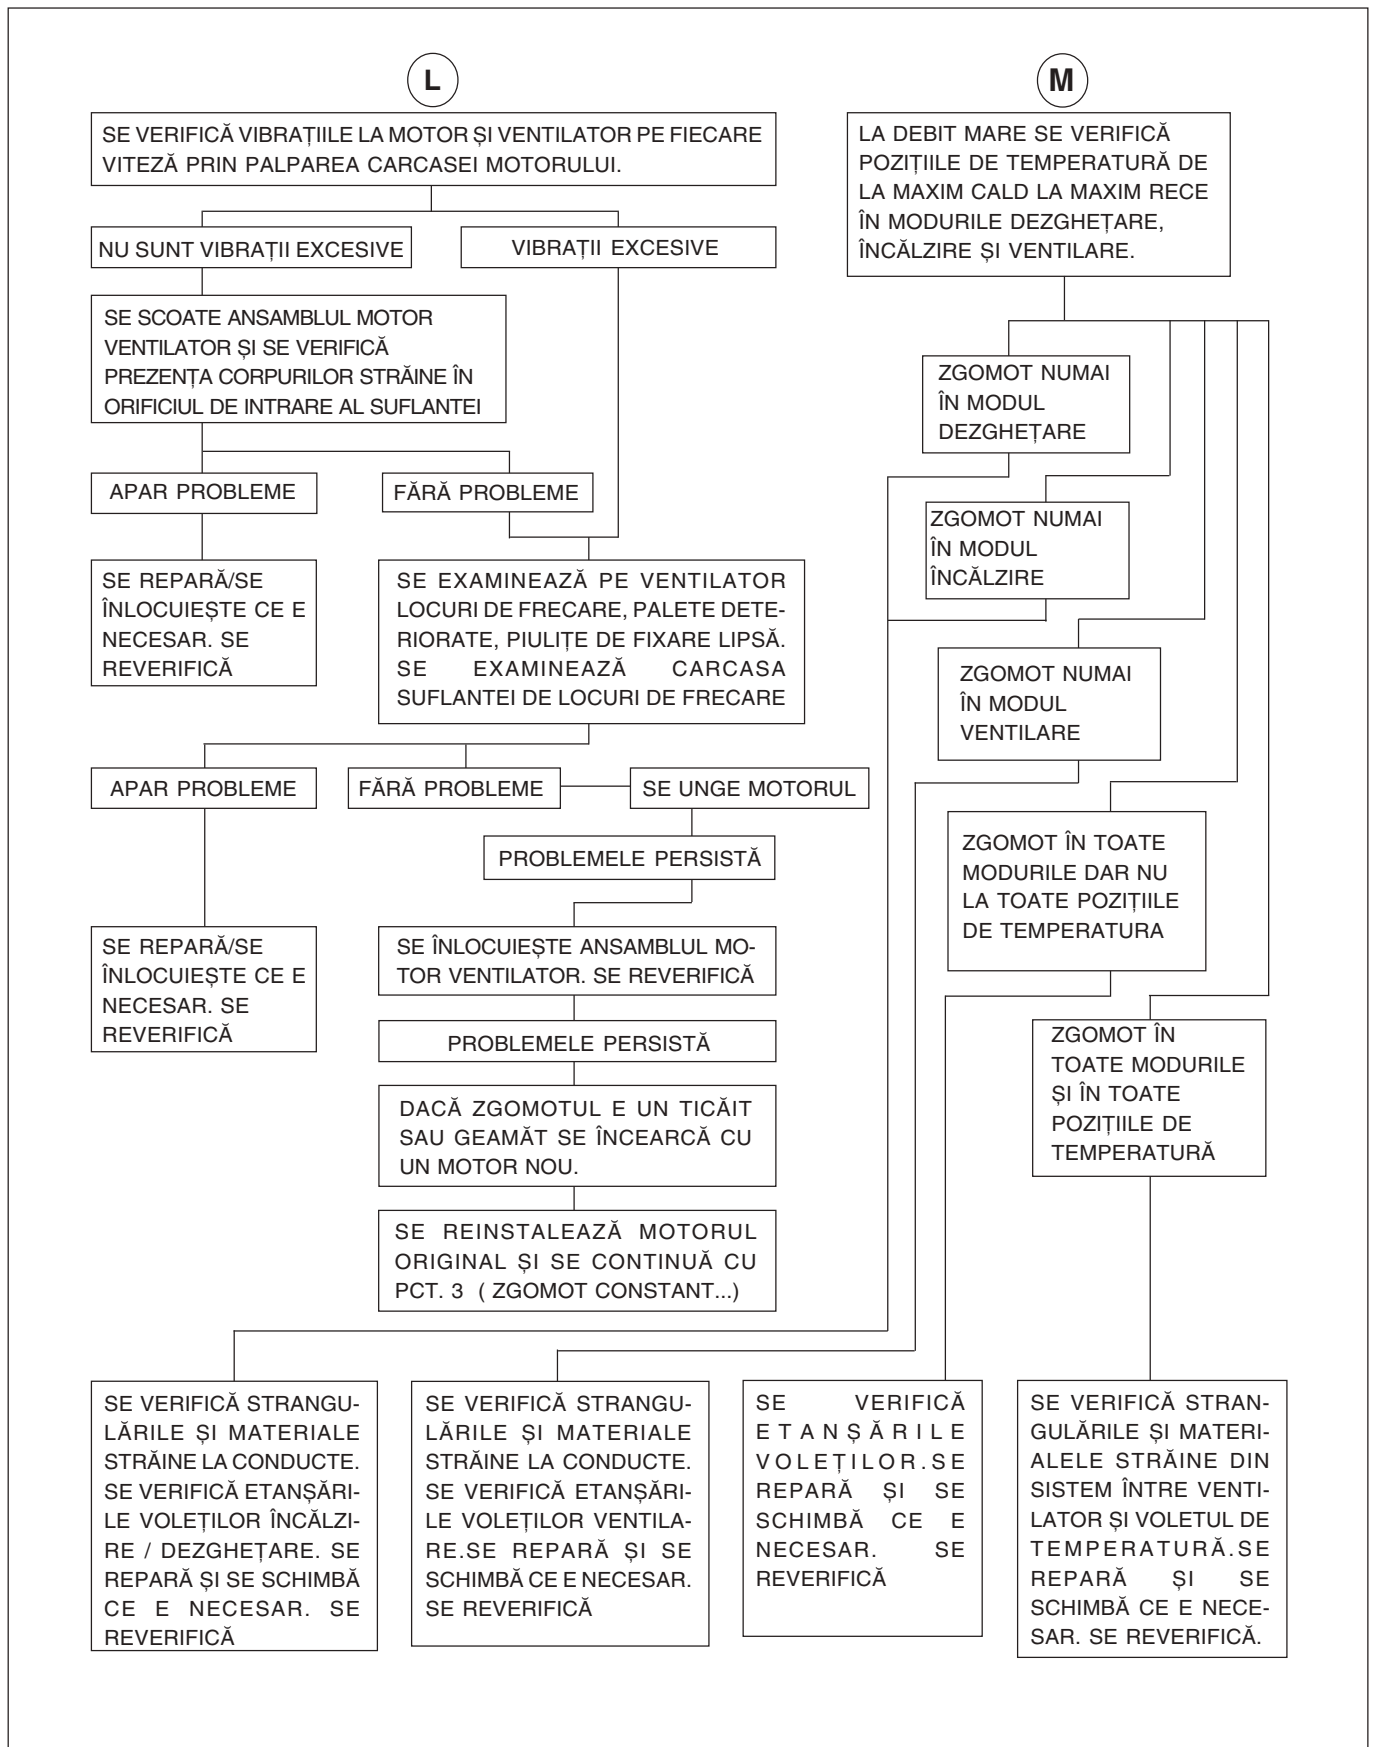 L
SE VERIFICĂ VIBRAȚIILE LA MOTOR ȘI VENTILATOR PE FIECARE
VITEZĂ PRIN PALPAREA CARCASEI MOTORULUI.
NU SUNT VIBRAȚII EXCESIVE
VIBRAȚII EXCESIVE
SE SCOATE ANSAMBLUL MOTOR
VENTILATOR ȘI SE VERIFICĂ
PREZENȚA CORPURILOR STRĂINE ÎN
ORIFICIUL DE INTRARE AL SUFLANTEI
APAR PROBLEME
FĂRĂ PROBLEME
SE REPARĂ/SE
ÎNLOCUIEȘTE CE E
NECESAR. SE
REVERIFICĂ
SE EXAMINEAZĂ PE VENTILATOR
LOCURI DE FRECARE, PALETE DETE-
RIORATE, PIULIȚE DE FIXARE LIPSĂ.
SE EXAMINEAZĂ CARCASA
SUFLANTEI DE LOCURI DE FRECARE
APAR PROBLEME
FĂRĂ PROBLEME
SE UNGE MOTORUL
PROBLEMELE PERSISTĂ
SE REPARĂ/SE
ÎNLOCUIEȘTE CE E
NECESAR. SE
REVERIFICĂ
SE ÎNLOCUIEȘTE ANSAMBLUL MO-
TOR VENTILATOR. SE REVERIFICĂ
PROBLEMELE PERSISTĂ
DACĂ ZGOMOTUL E UN TICĂIT
SAU GEAMĂT SE ÎNCEARCĂ CU
UN MOTOR NOU.
SE REINSTALEAZĂ MOTORUL
ORIGINAL ȘI SE CONTINUĂ CU
PCT. 3 ( ZGOMOT CONSTANT...)
M
LA DEBIT MARE SE VERIFICĂ
POZIȚIILE DE TEMPERATURĂ DE
LA MAXIM CALD LA MAXIM RECE
ÎN MODURILE DEZGHEȚARE,
ÎNCĂLZIRE ȘI VENTILARE.
ZGOMOT NUMAI
ÎN MODUL
DEZGHEȚARE
ZGOMOT NUMAI
ÎN MODUL
ÎNCĂLZIRE
ZGOMOT NUMAI
ÎN MODUL
VENTILARE
ZGOMOT ÎN TOATE
MODURILE DAR NU
LA TOATE POZIȚIILE
DE TEMPERATURA
ZGOMOT ÎN
TOATE MODURILE
ȘI ÎN TOATE
POZIȚIILE DE
TEMPERATURĂ
SE VERIFICĂ STRANGU-
LĂRILE ȘI MATERIALE
STRĂINE LA CONDUCTE.
SE VERIFICĂ ETANȘĂRI-
LE VOLEȚILOR ÎNCĂLZI-
RE / DEZGHEȚARE. SE
REPARĂ ȘI SE SCHIMBĂ
CE E NECESAR. SE
REVERIFICĂ
SE VERIFICĂ STRANGU-
LĂRILE ȘI MATERIALE
STRĂINE LA CONDUCTE.
SE VERIFICĂ ETANȘĂRI-
LE VOLEȚILOR VENTILA-
RE.SE REPARĂ ȘI SE
SCHIMBĂ CE E NECESAR.
SE REVERIFICĂ
SE VERIFICĂ
ETANȘĂRILE
VOLEȚILOR.SE
REPARĂ ȘI SE
SCHIMBĂ CE E
NECESAR. SE
REVERIFICĂ
SE VERIFICĂ STRAN-
GULĂRILE ȘI MATERI-
ALELE STRĂINE DIN
SISTEM ÎNTRE VENTI-
LATOR ȘI VOLETUL DE
TEMPERATURĂ.SE
REPARĂ ȘI SE
SCHIMBĂ CE E NECE-
SAR. SE REVERIFICĂ.